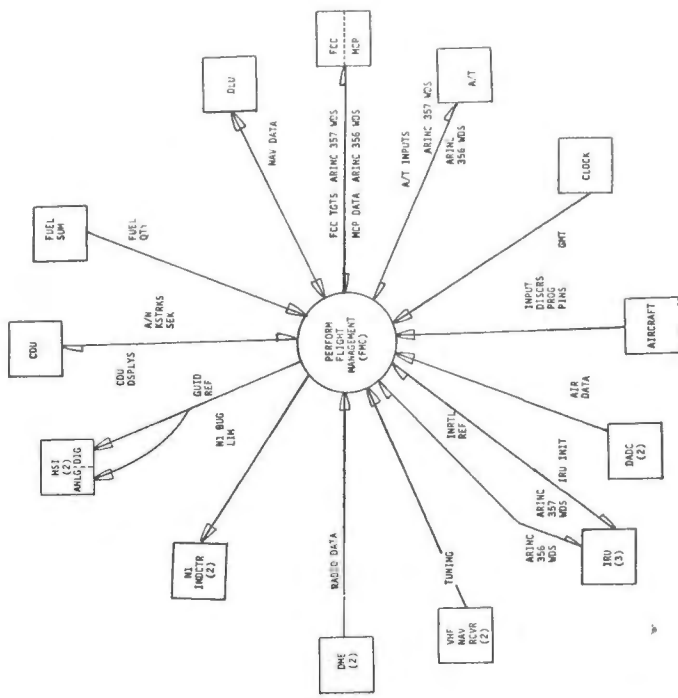 FUEL
SUM
DLU
FCC
MCP
CDU
FUEL
QTY
NAV DATA
FCC TGTS  ARINC 357 WDS
MCP DATA  ARINC 356 WDS
A/T
A/T INPUTS
ARINC 357 WDS
ARINC
356 WDS
CDU
DSPLYS
A/N
KSTRKS
SEK
HSI
(2)
ANLG DIG
GUID
REF
N1 BUG
LIM
N1
INDCTR
(2)
PERFORM
FLIGHT
MANAGEMENT
(FMC)
CLOCK
GMT
INPUT
DISCRS
PROG
PINS
AIRCRAFT
RADIO DATA
DME
(2)
TUNING
VHF
NAV
RCVR
(2)
INRTL
REF
IRU INIT
AIR
DATA
ARINC
356
WDS
ARINC
357
WDS
IRU
(3)
DADC
(2)